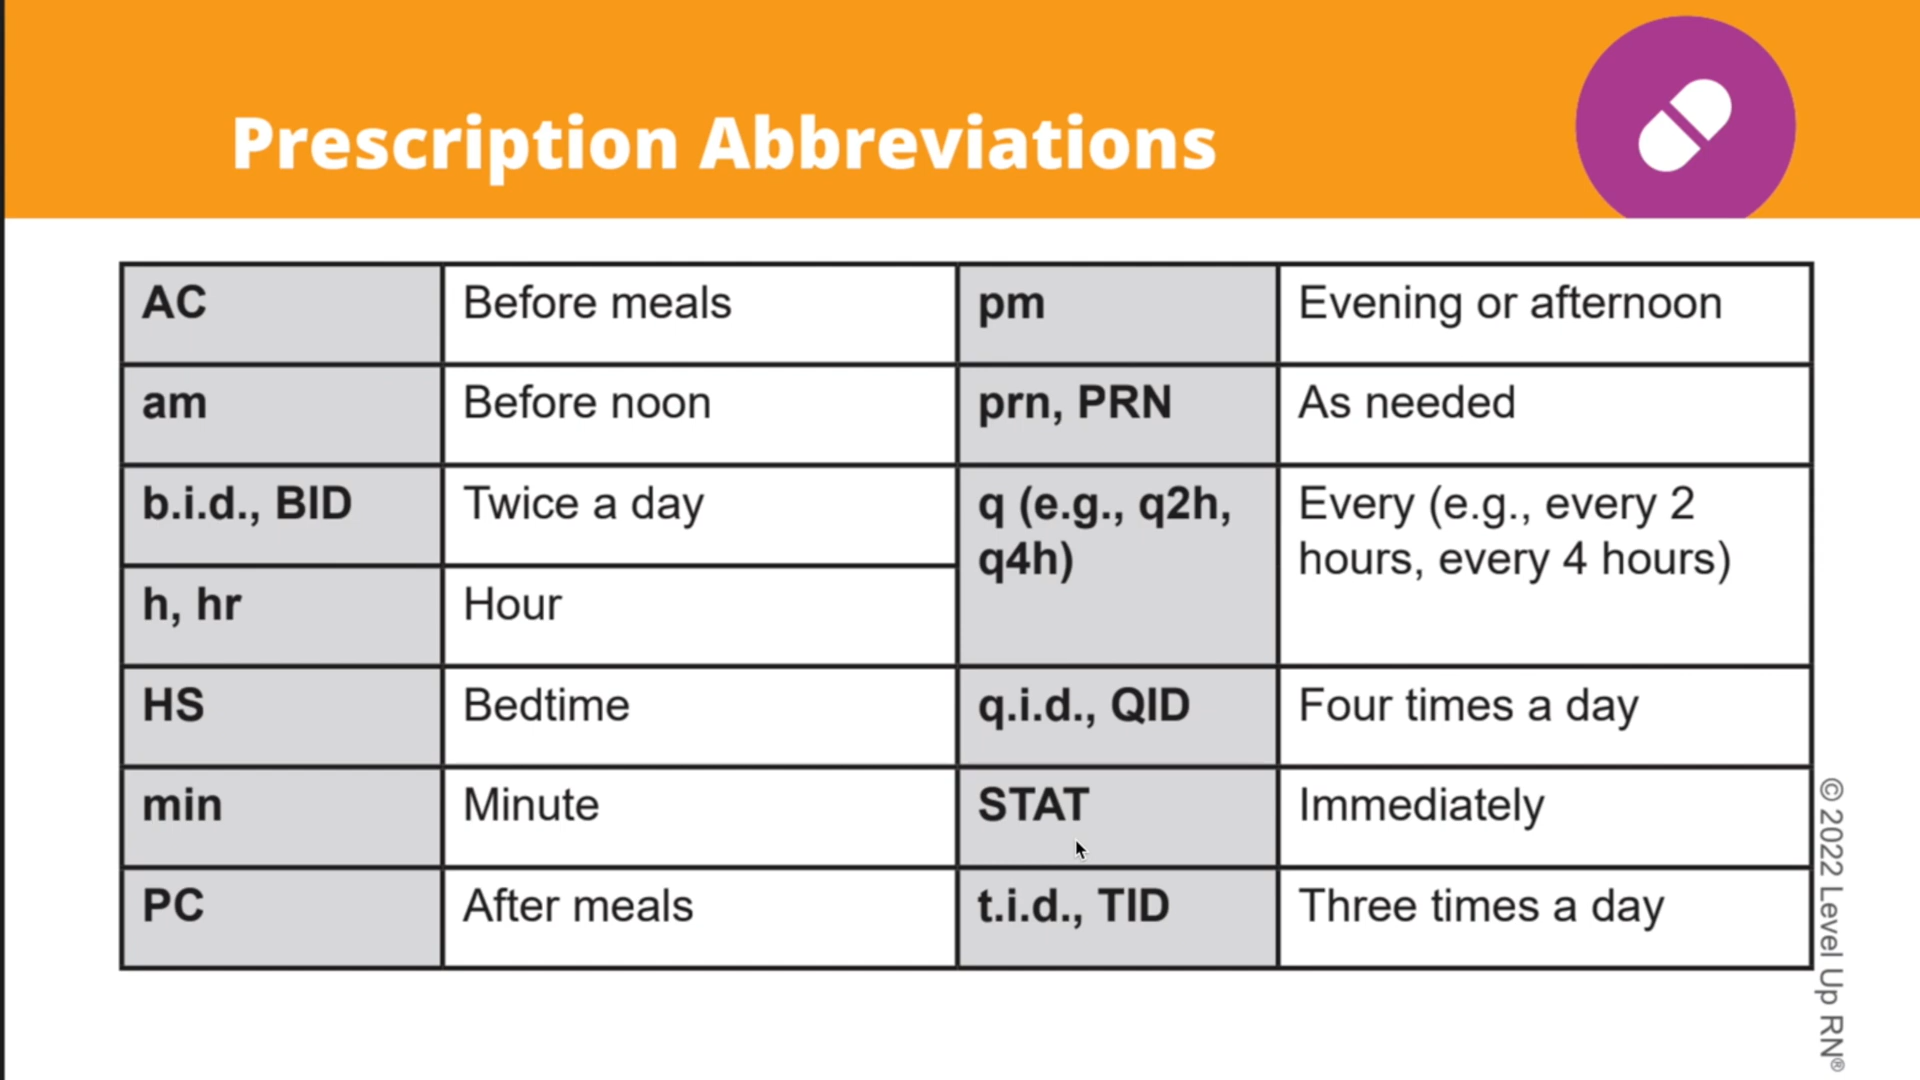 Prescription Abbreviations
AC Before meals pm Evening or afternoon
am Before noon prn, PRN As needed
b.i.d., BID Twice a day q (e.g., q2h, Every (e.g., every 2
q4h) hours, every 4 hours)
h, hr Hour
HS Bedtime q.i.d., QID Four times a day
min Minute STAT Immediately
PC After meals t.i.d., TID Three times a day
© 2022 Level Up RN®